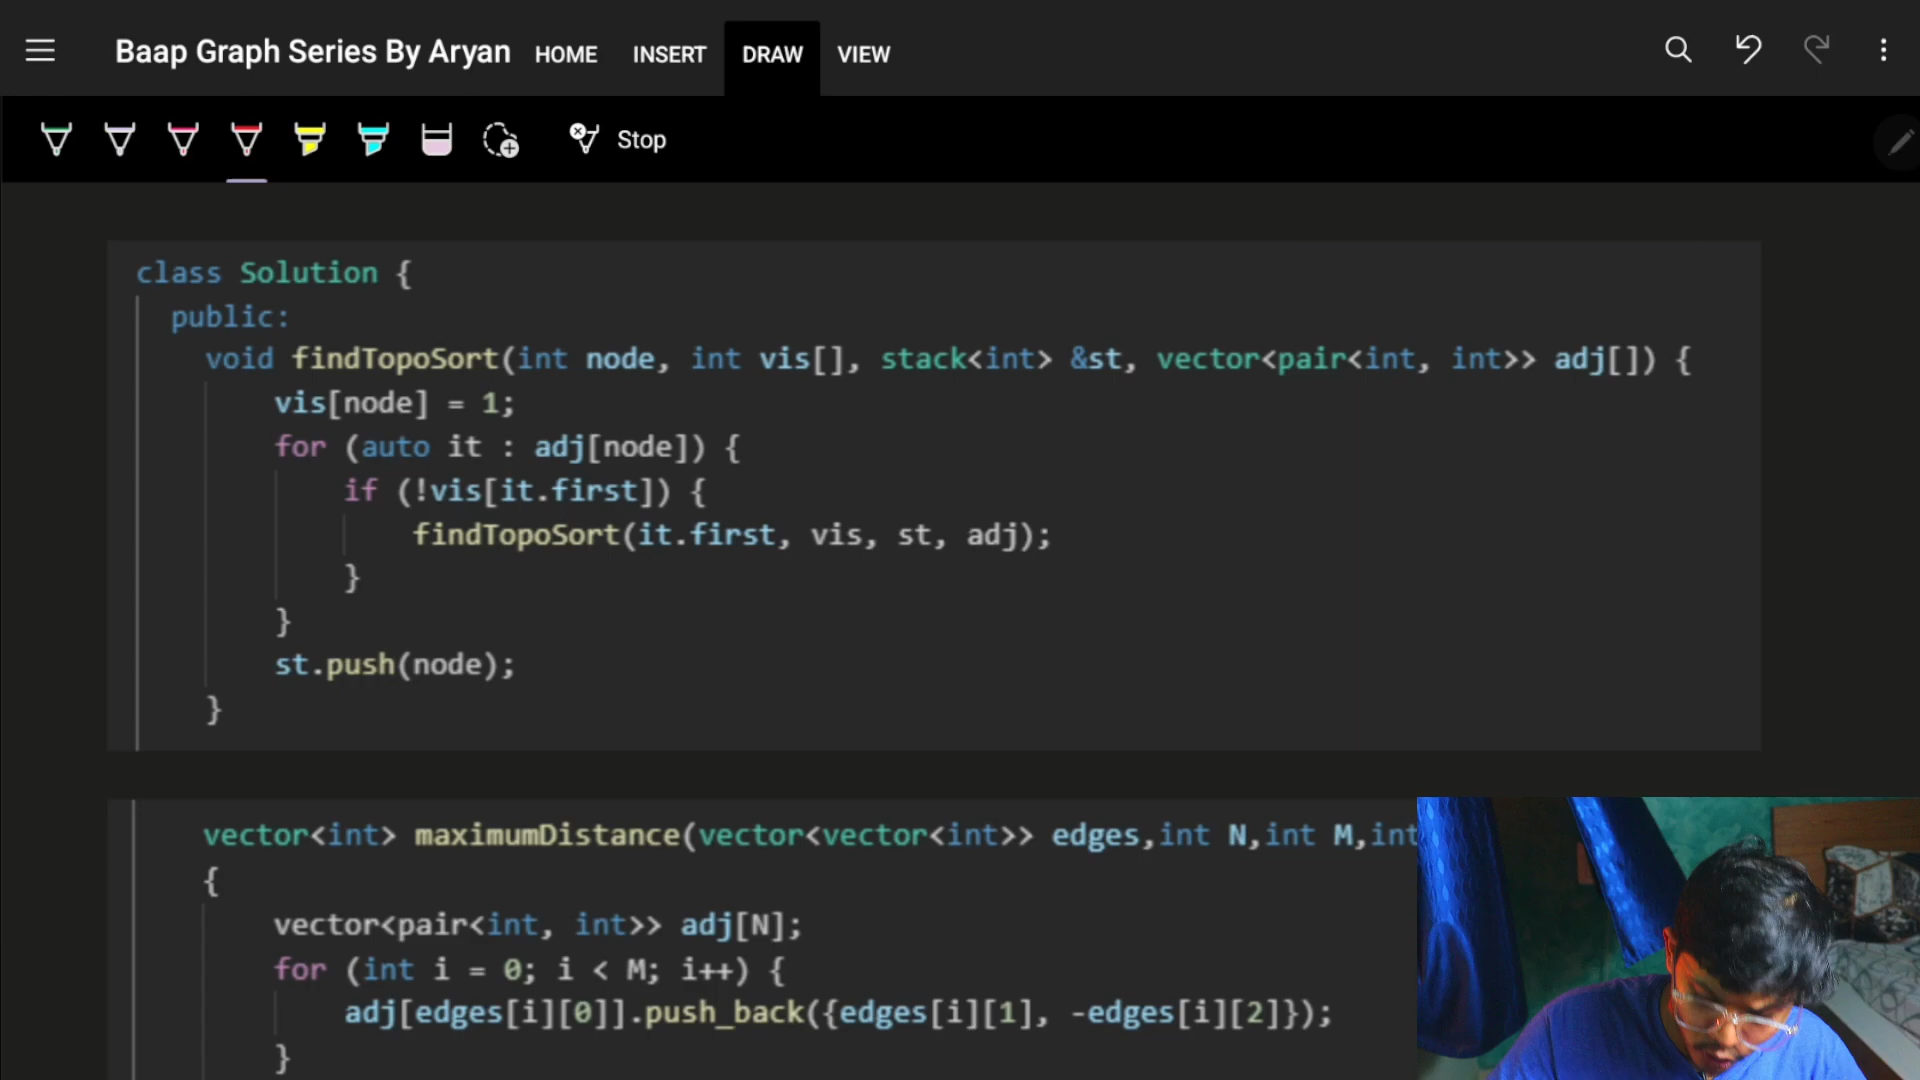 Baap Graph Series By Aryan HOME INSERT DRAW VIEW
Stop
class Solution {
public:
void findTopoSort(int node, int vis[], stack<int> &st, vector<pair<int, int>> adj[]) {
vis[node] = 1;
for (auto it : adj[node]) {
if (!vis[it.first]) {
findTopoSort(it.first, vis, st, adj);
}
}
st.push(node);
}
vector<int> maximumDistance(vector<vector<int>> edges,int N,int M,int
{
vector<pair<int, int>> adj[N];
for (int i = 0; i < M; i++) {
adj[edges[i][0]].push_back({edges[i][1], -edges[i][2]});
}